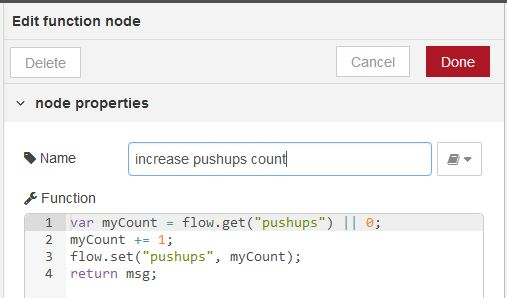 Edit function node
Delete
Cancel
Done
node properties
Name
increase pushups count
Function
1 var myCount = flow.get("pushups") || 0;
2 myCount += 1;
3 flow.set("pushups", myCount);
4 return msg;